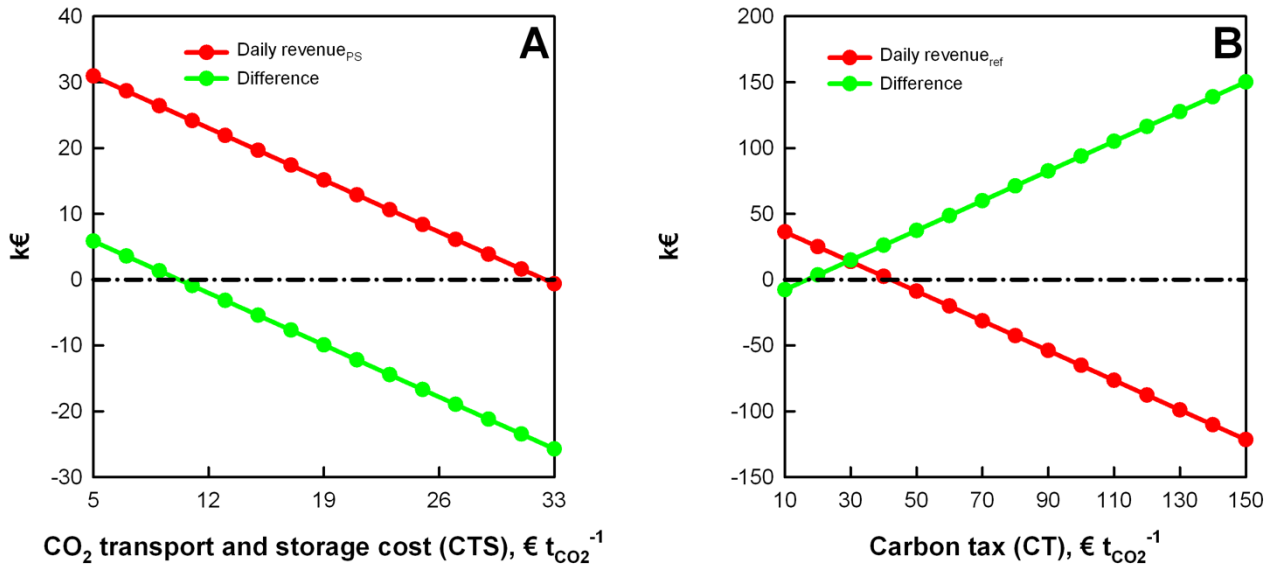 A
Daily revenuePS
Difference
k€
40
30
20
10
0
-10
-20
-30
5 12 19 26 33
CO2 transport and storage cost (CTS), € tCO2-1
B
Daily revenueref
Difference
k€
200
150
100
50
0
-50
-100
-150
10 30 50 70 90 110 130 150
Carbon tax (CT), € tCO2-1